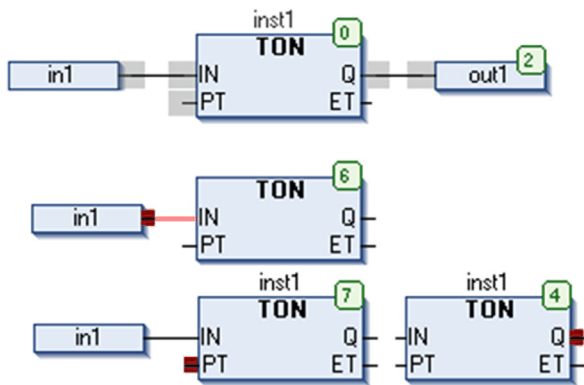 inst1
TON 0
in1 IN Q out1 2
PT ET
TON 6
in1 IN Q
PT ET
inst1 inst1
TON 7 TON 4
in1 IN Q IN Q
PT ET PT ET